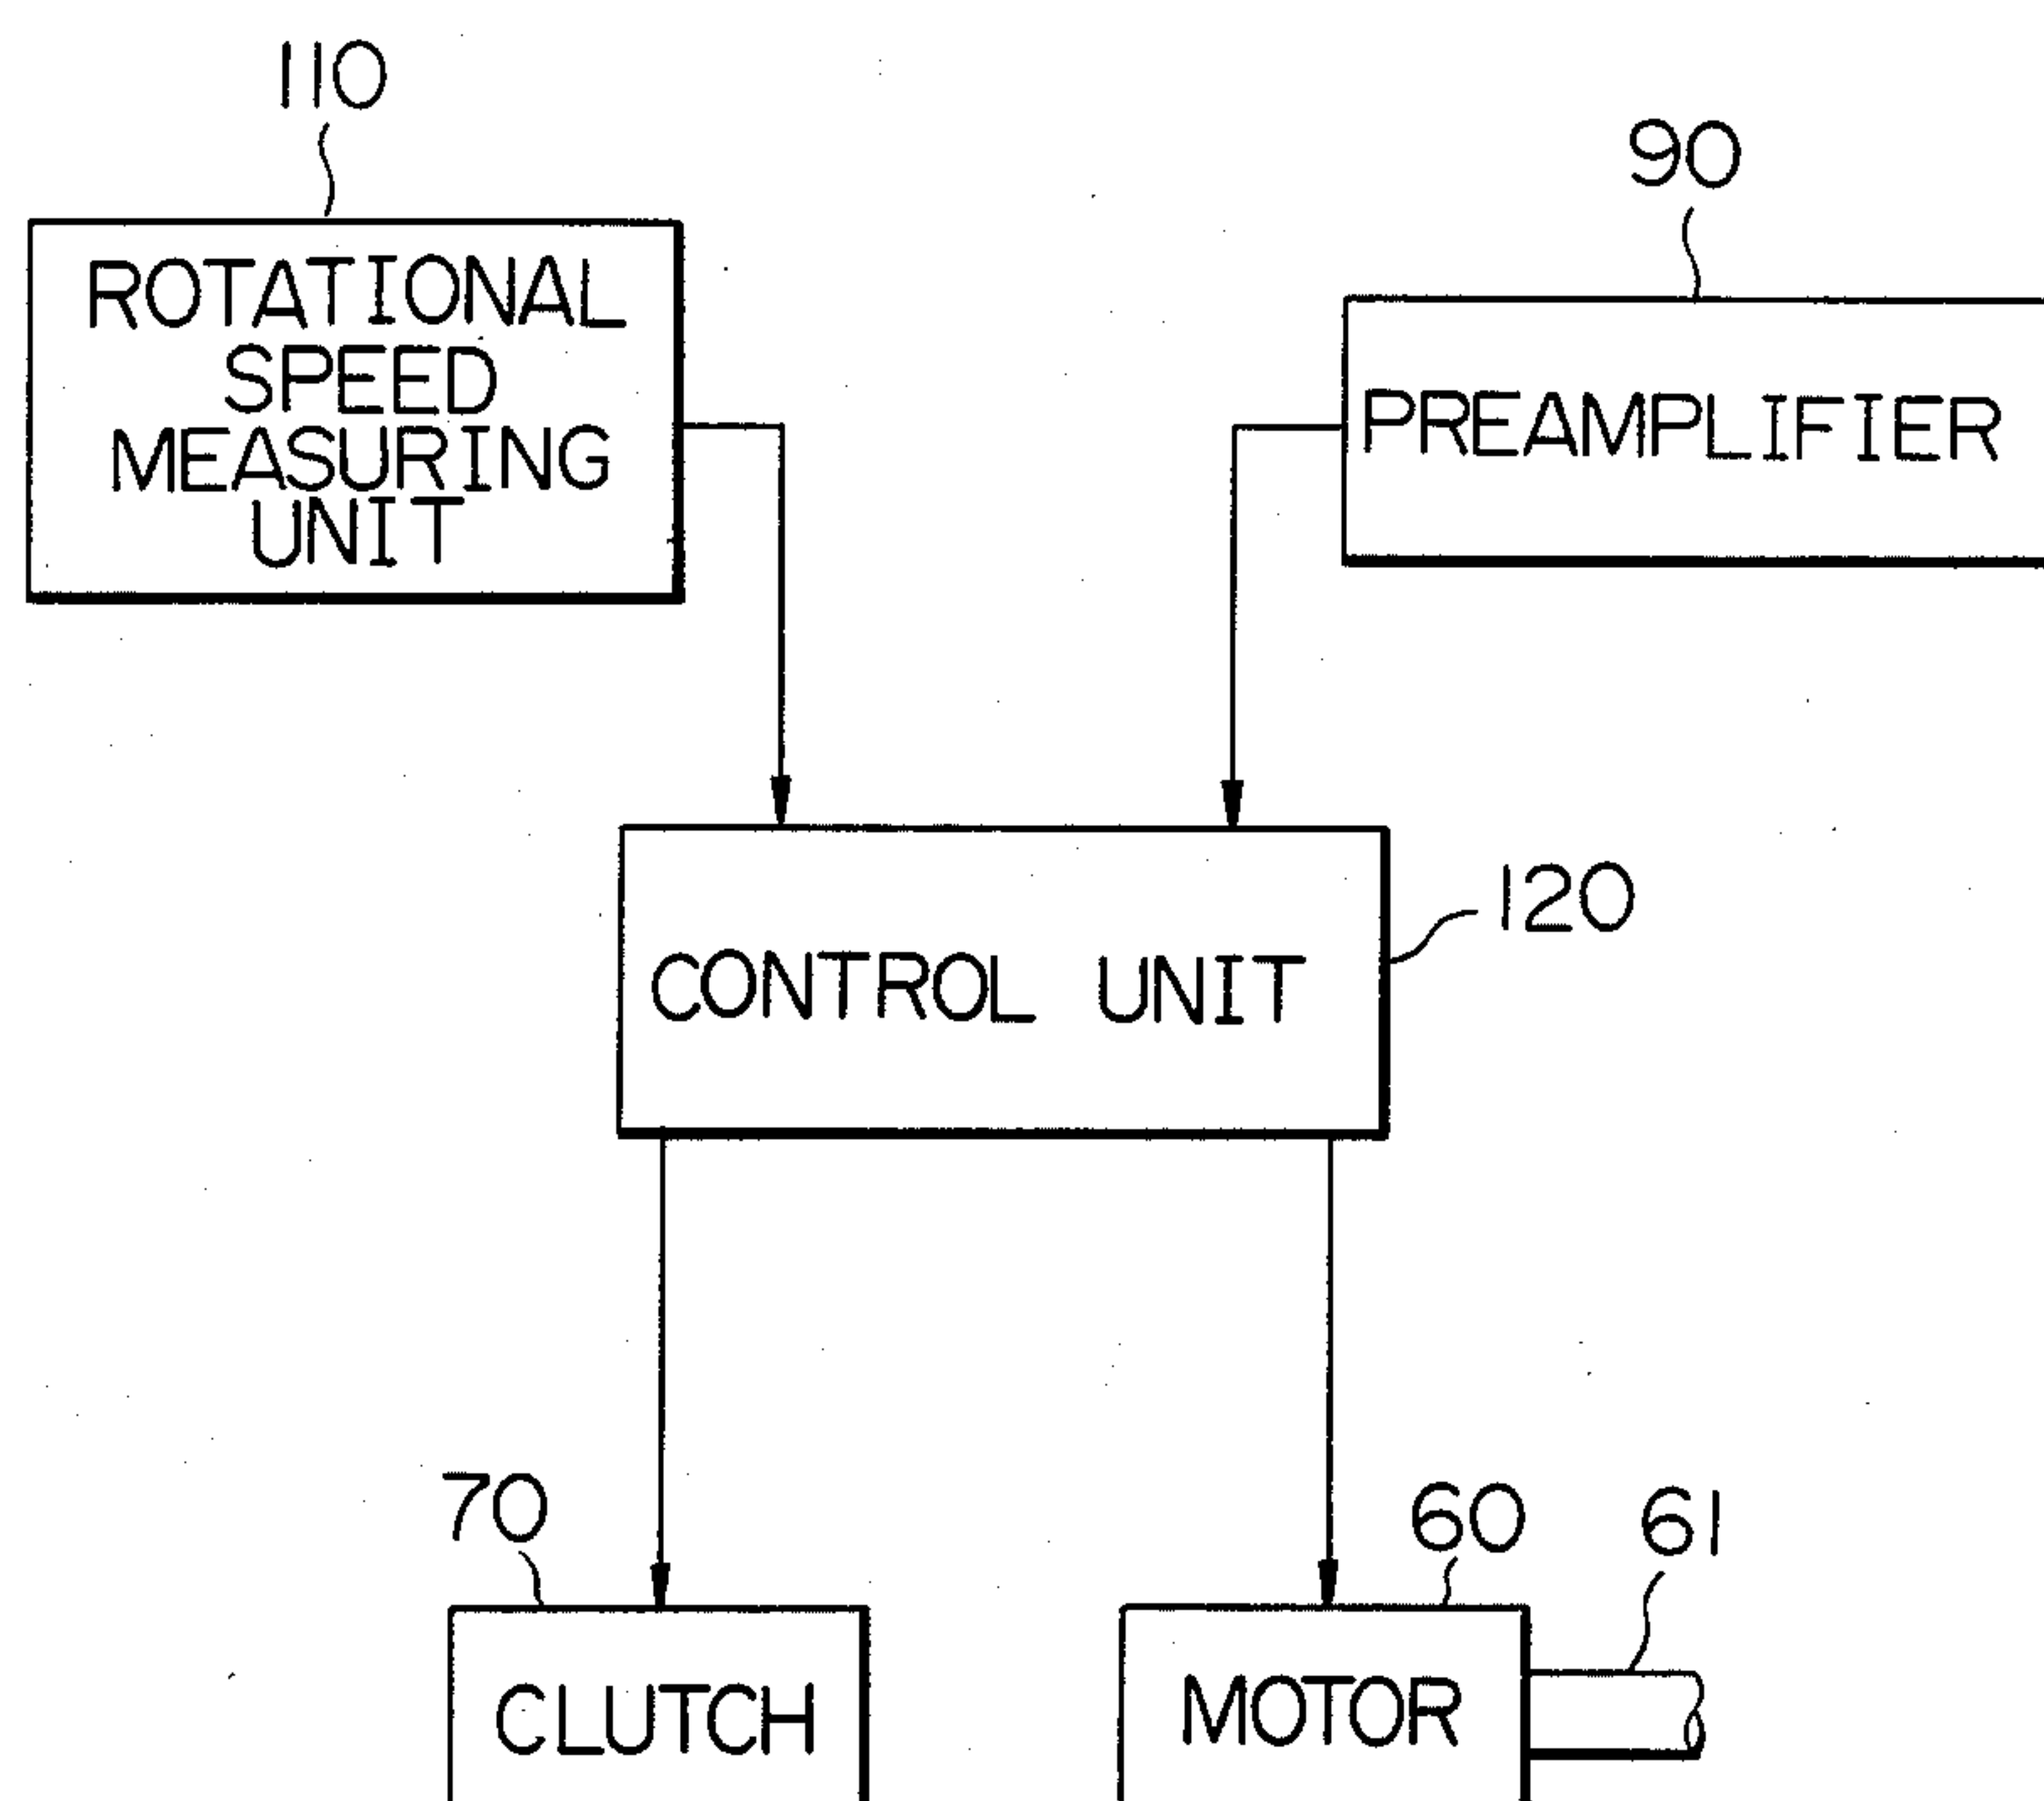 110
90
ROTATIONAL
SPEED
MEASURING
UNIT
PREAMPLIFIER
120
CONTROL UNIT
70
60
61
CLUTCH
MOTOR